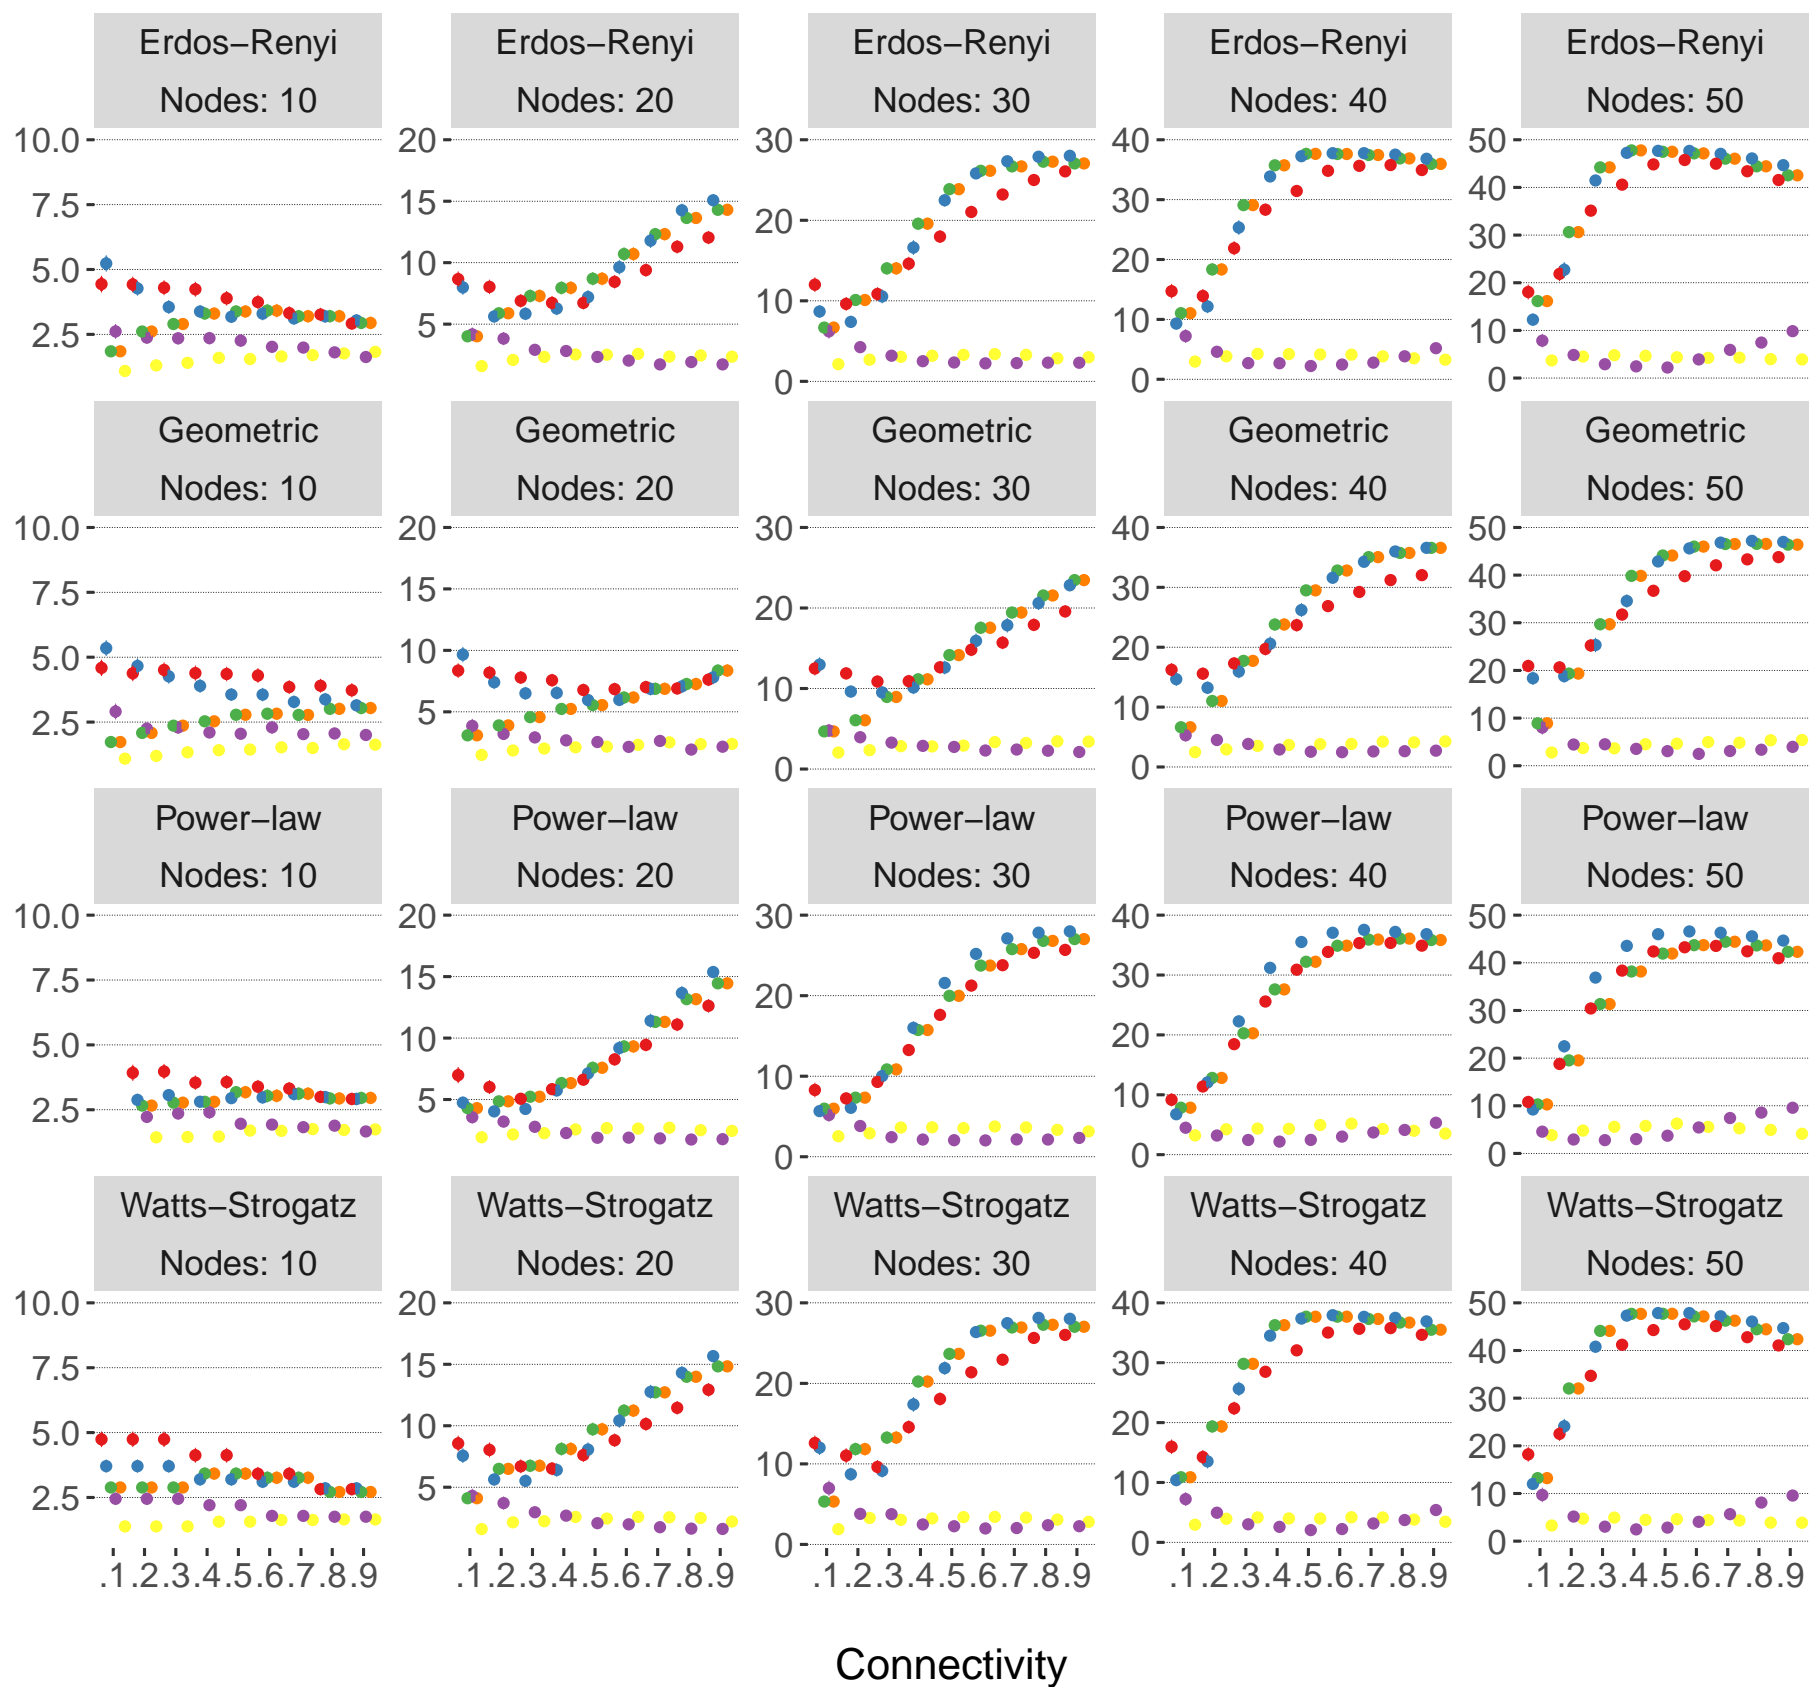 Erdos−Renyi Erdos−Renyi Erdos−Renyi Erdos−Renyi Erdos−Renyi
Nodes: 10 Nodes: 20 Nodes: 30 Nodes: 40 Nodes: 50
10.0 20 30 40 50
7.5 15 20 30 40
5.0 10 10 20 30
2.5 5 0 10 20
0 10
0
Geometric Geometric Geometric Geometric Geometric
Nodes: 10 Nodes: 20 Nodes: 30 Nodes: 40 Nodes: 50
10.0 20 30 40 50
7.5 15 20 30 40
5.0 10 10 20 30
2.5 5 0 10 20
0 10
0
Power−law Power−law Power−law Power−law Power−law
Nodes: 10 Nodes: 20 Nodes: 30 Nodes: 40 Nodes: 50
10.0 20 30 40 50
7.5 15 20 30 40
5.0 10 10 20 30
2.5 5 0 10 20
0 10
0
Watts−Strogatz Watts−Strogatz Watts−Strogatz Watts−Strogatz Watts−Strogatz
Nodes: 10 Nodes: 20 Nodes: 30 Nodes: 40 Nodes: 50
10.0 20 30 40 50
7.5 15 20 30 40
5.0 10 10 20 30
2.5 5 0 10 20
0 10
0
.1 .2 .3 .4 .5 .6 .7 .8 .9 .1 .2 .3 .4 .5 .6 .7 .8 .9 .1 .2 .3 .4 .5 .6 .7 .8 .9 .1 .2 .3 .4 .5 .6 .7 .8 .9 .1 .2 .3 .4 .5 .6 .7 .8 .9
Connectivity